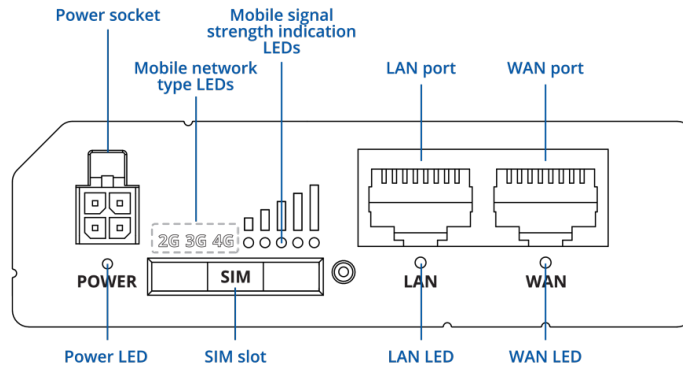 Power socket
Mobile signal
strength indication
LEDs
Mobile network
type LEDs
LAN port
WAN port
2G 3G 4G
POWER
SIM
LAN
WAN
Power LED
SIM slot
LAN LED
WAN LED